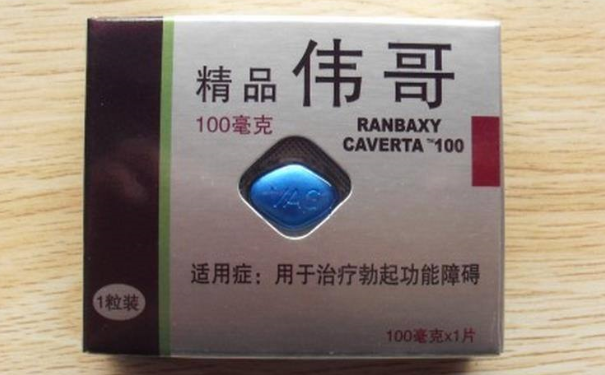 精品 伟哥
100毫克
RANBAXY
CAVERTA™100
适用症：用于治疗勃起功能障碍
1粒装
100毫克x1片